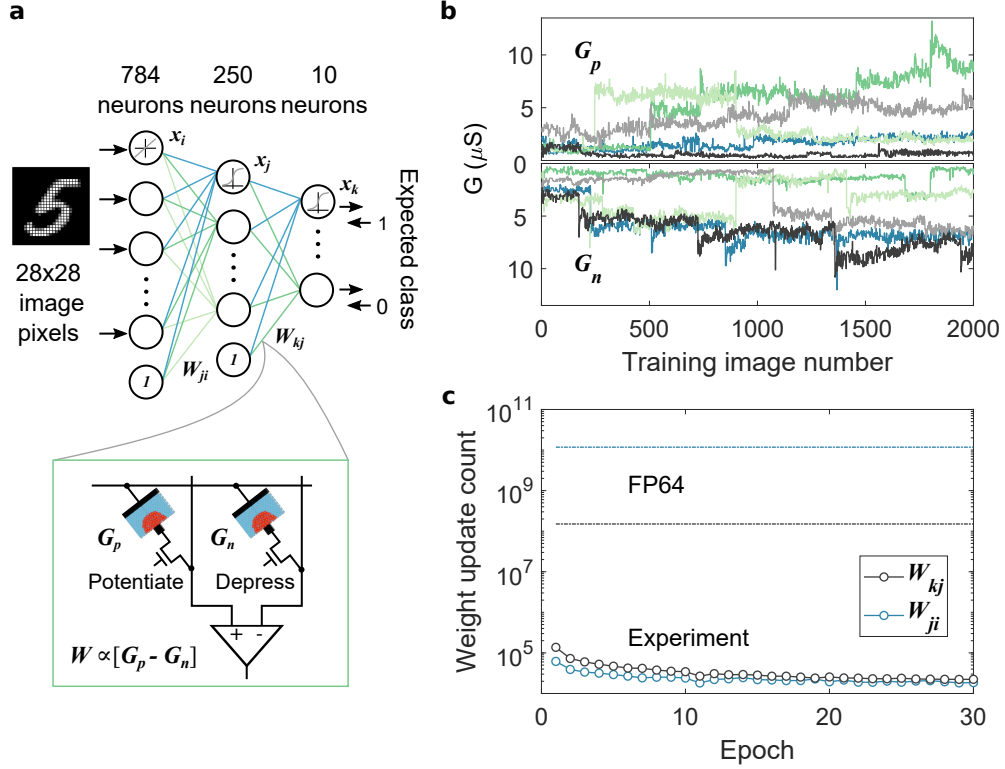 a
784 250 10
neurons neurons neurons
x_i
x_j
x_k
1
0
Expected class
28x28
image
pixels
1
1
W_ji
W_kj
G_p
G_n
Potentiate Depress
+ -
W ∝[G_p - G_n]
b
G_p
G_n
10
5
0
5
10
G (μS)
0 500 1000 1500 2000
Training image number
c
10^11
10^9
10^7
10^5
Weight update count
FP64
Experiment
W_kj
W_ji
0 10 20 30
Epoch